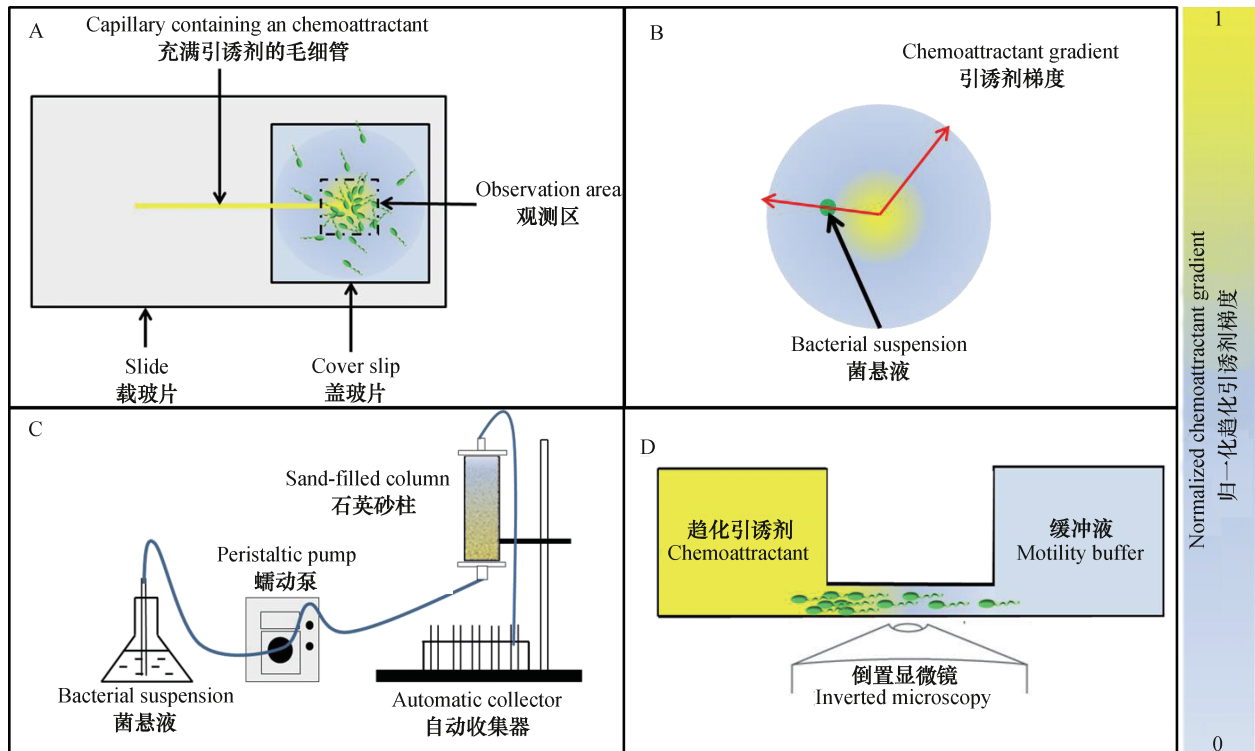 A
Capillary containing an chemoattractant
充满引诱剂的毛细管
Observation area
观测区
Slide
载玻片
Cover slip
盖玻片
B
Chemoattractant gradient
引诱剂梯度
Bacterial suspension
菌悬液
C
Sand-filled column
石英砂柱
Peristaltic pump
蠕动泵
Bacterial suspension
菌悬液
Automatic collector
自动收集器
D
趋化引诱剂
Chemoattractant
缓冲液
Motility buffer
倒置显微镜
Inverted microscopy
1
Normalized chemoattractant gradient
归一化趋化引诱剂梯度
0